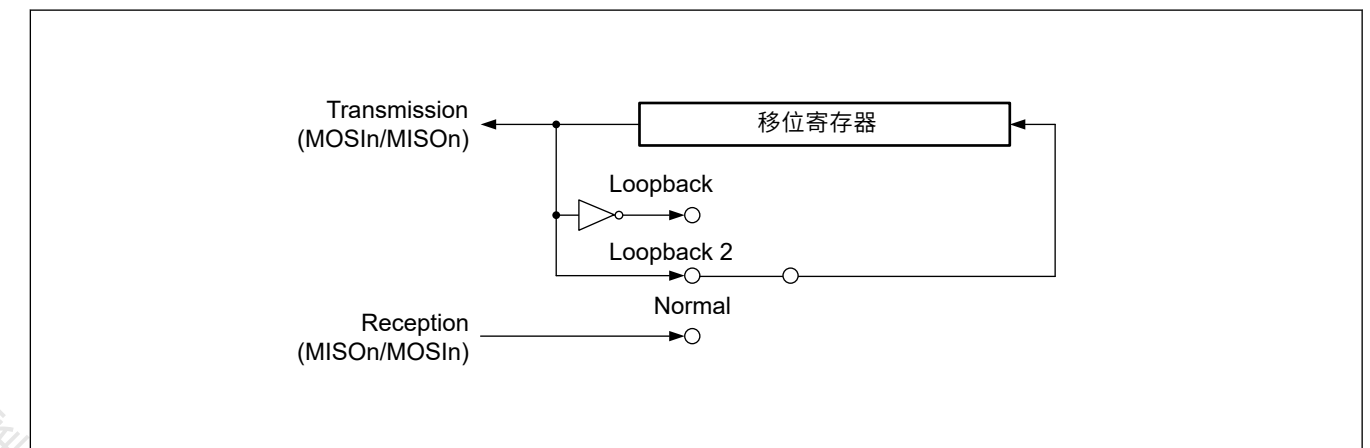 Transmission
(MOSIn/MISOn)
移位寄存器
Loopback
Loopback 2
Normal
Reception
(MISOn/MOSIn)